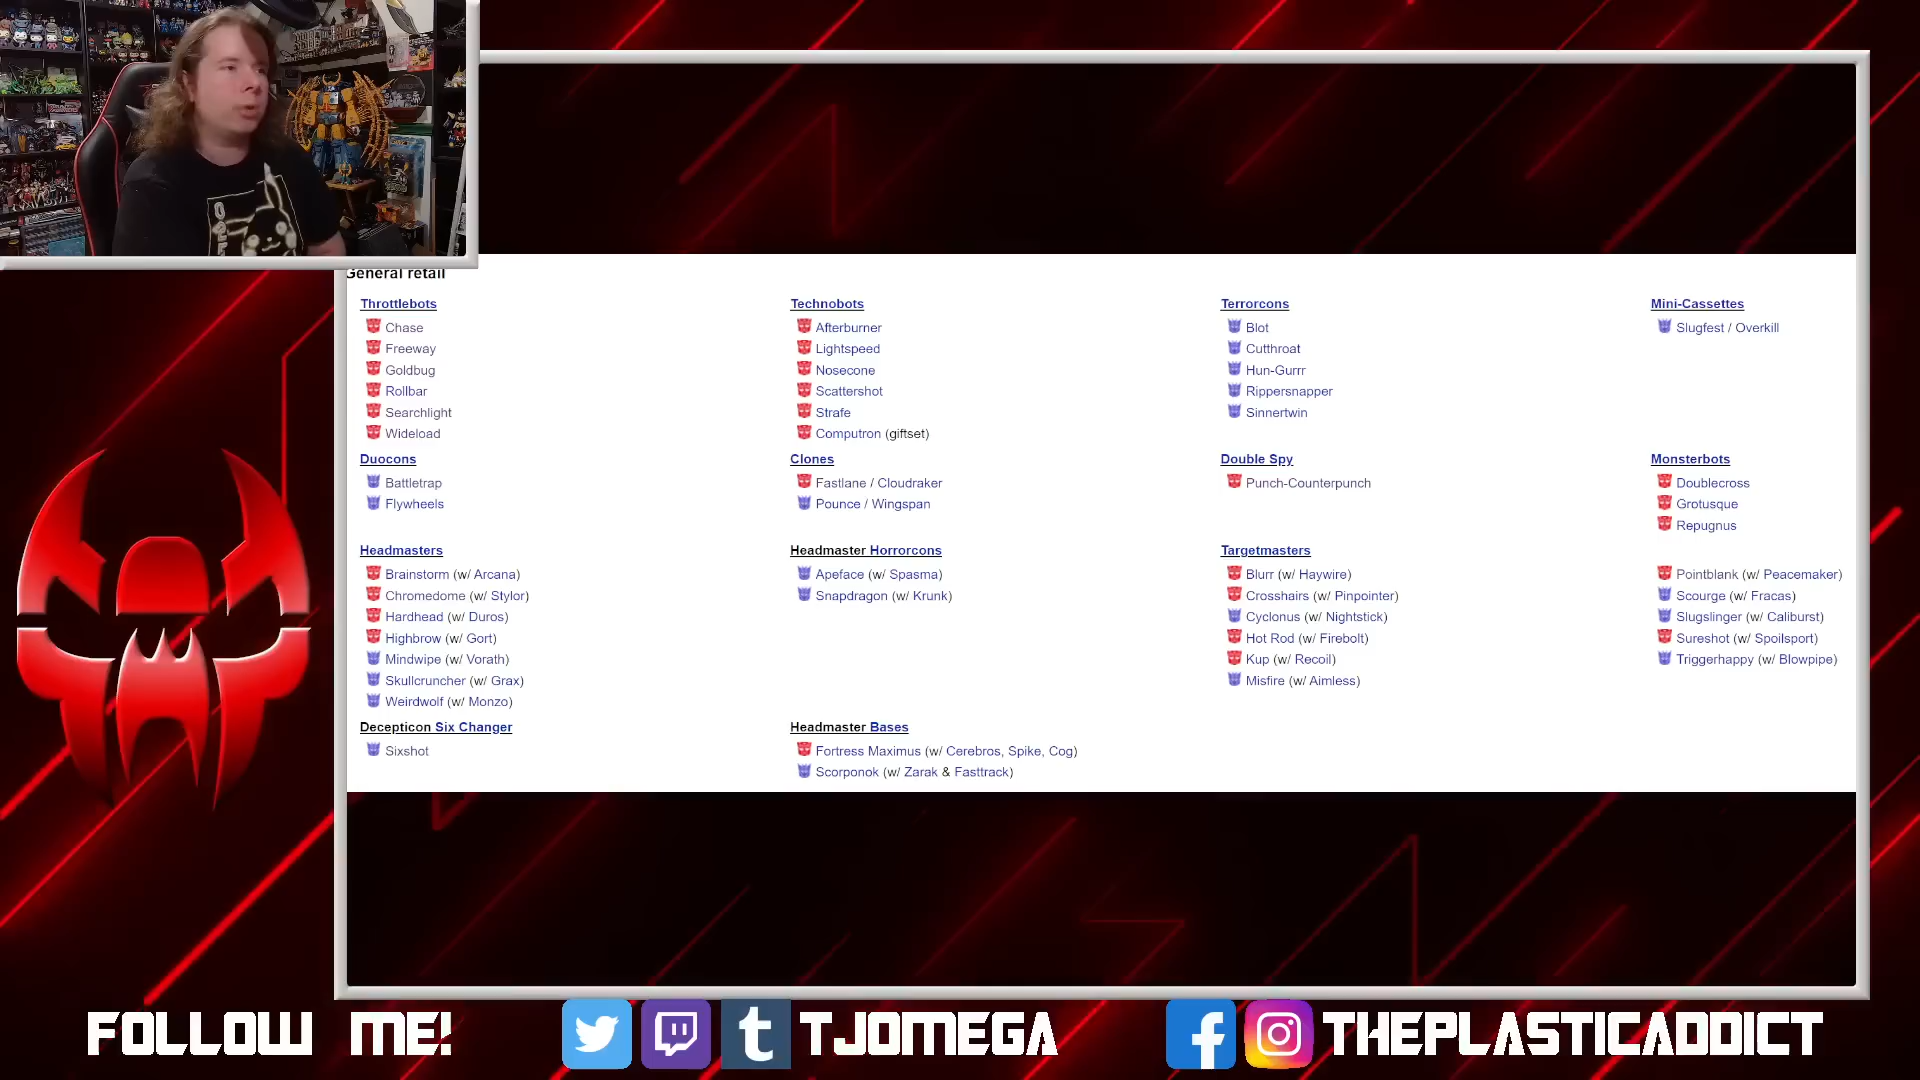 General retail
Throttlebots
Chase
Freeway
Goldbug
Rollbar
Searchlight
Wideload
Technobots
Afterburner
Lightspeed
Nosecone
Scattershot
Strafe
Computron (giftset)
Terrorcons
Blot
Cutthroat
Hun-Gurrr
Rippersnapper
Sinnertwin
Mini-Cassettes
Slugfest / Overkill
Duocons
Battletrap
Flywheels
Clones
Fastlane / Cloudraker
Pounce / Wingspan
Double Spy
Punch-Counterpunch
Monsterbots
Doublecross
Grotusque
Repugnus
Headmasters
Brainstorm (w/ Arcana)
Chromedome (w/ Stylor)
Hardhead (w/ Duros)
Highbrow (w/ Gort)
Mindwipe (w/ Vorath)
Skullcruncher (w/ Grax)
Weirdwolf (w/ Monzo)
Headmaster Horrorcons
Apeface (w/ Spasma)
Snapdragon (w/ Krunk)
Targetmasters
Blurr (w/ Haywire)
Crosshairs (w/ Pinpointer)
Cyclonus (w/ Nightstick)
Hot Rod (w/ Firebolt)
Kup (w/ Recoil)
Misfire (w/ Aimless)
Pointblank (w/ Peacemaker)
Scourge (w/ Fracas)
Slugslinger (w/ Caliburst)
Sureshot (w/ Spoilsport)
Triggerhappy (w/ Blowpipe)
Decepticon Six Changer
Sixshot
Headmaster Bases
Fortress Maximus (w/ Cerebros, Spike, Cog)
Scorponok (w/ Zarak & Fasttrack)
FOLLOW ME! TJOMEGA THEPLASTICADDICT